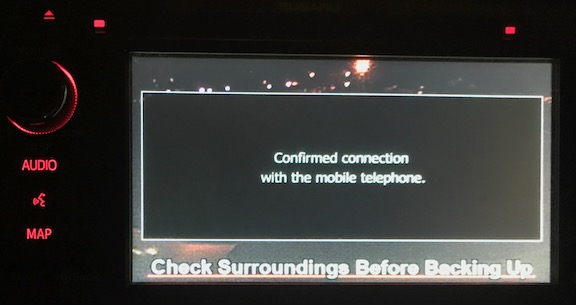 AUDIO
MAP
Confirmed connection
with the mobile telephone.
Check Surroundings Before Backing Up